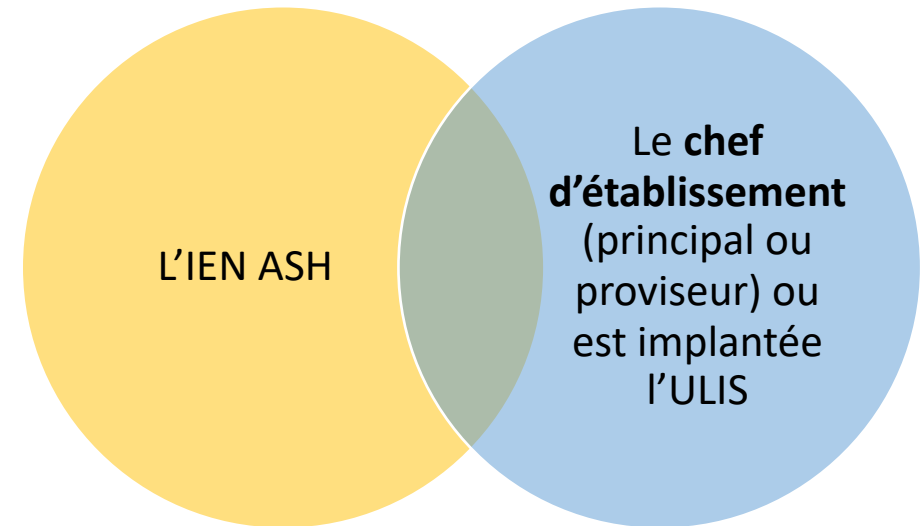 L’IEN ASH
Le chef
d’établissement
(principal ou
proviseur) ou
est implantée
l’ULIS